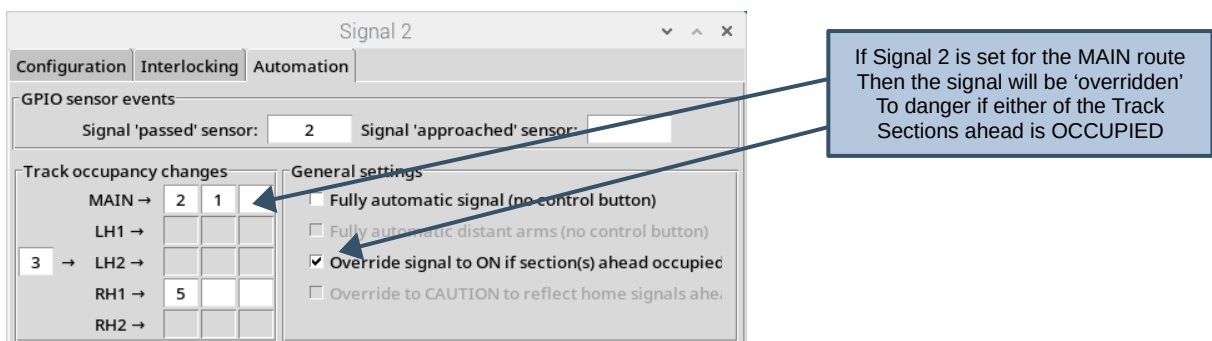 Signal 2
Configuration Interlocking Automation
GPIO sensor events
Signal 'passed' sensor: 2 Signal 'approached' sensor:
Track occupancy changes
MAIN → 2 1
LH1 →
3 → LH2 →
RH1 → 5
RH2 →
General settings
Fully automatic signal (no control button)
Fully automatic distant arms (no control button)
Override signal to ON if section(s) ahead occupied
Override to CAUTION to reflect home signals ahea
If Signal 2 is set for the MAIN route
Then the signal will be ‘overridden’
To danger if either of the Track
Sections ahead is OCCUPIED